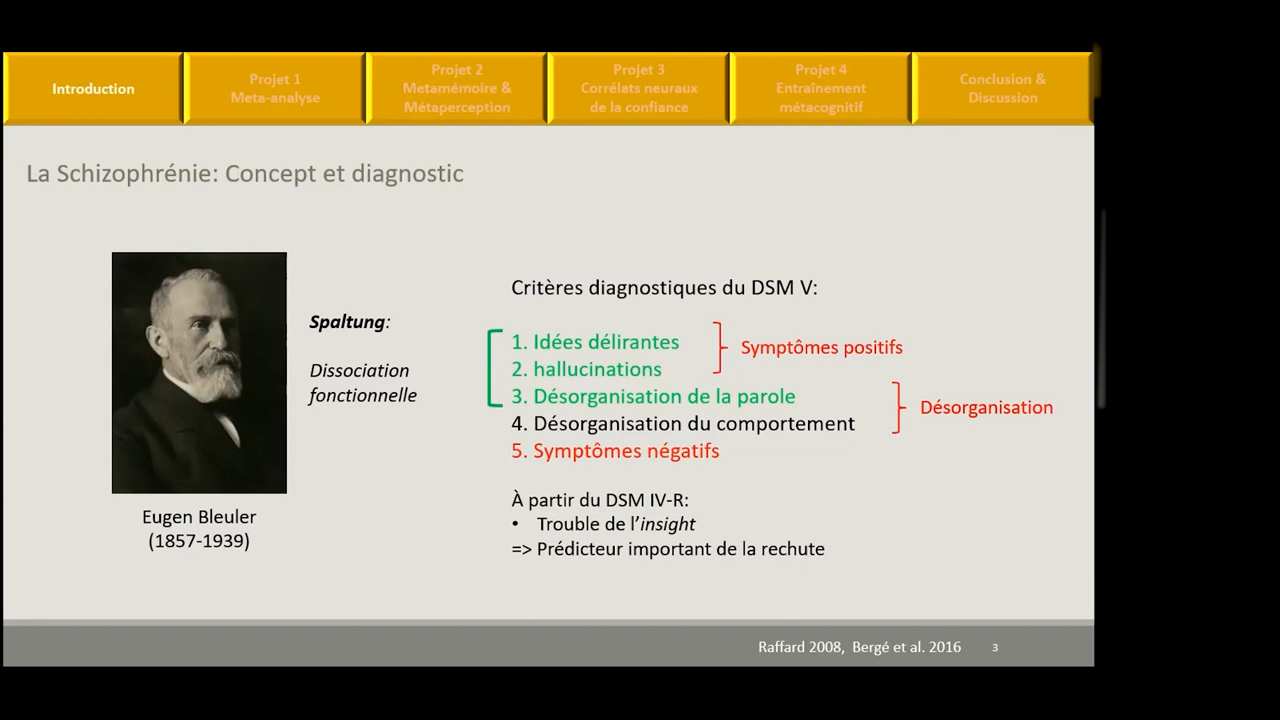 Introduction
Projet 1
Meta-analyse
Projet 2
Metamémoire &
Métaperception
Projet 3
Corrélats neuraux
de la confiance
Projet 4
Entraînement
métacognitif
Conclusion &
Discussion
La Schizophrénie: Concept et diagnostic
Spaltung:
Dissociation
fonctionnelle
Eugen Bleuler
(1857-1939)
Critères diagnostiques du DSM V:
1. Idées délirantes
2. hallucinations
3. Désorganisation de la parole
4. Désorganisation du comportement
5. Symptômes négatifs
Symptômes positifs
Désorganisation
À partir du DSM IV-R:
• Trouble de l’insight
=> Prédicteur important de la rechute
Raffard 2008, Bergé et al. 2016 3